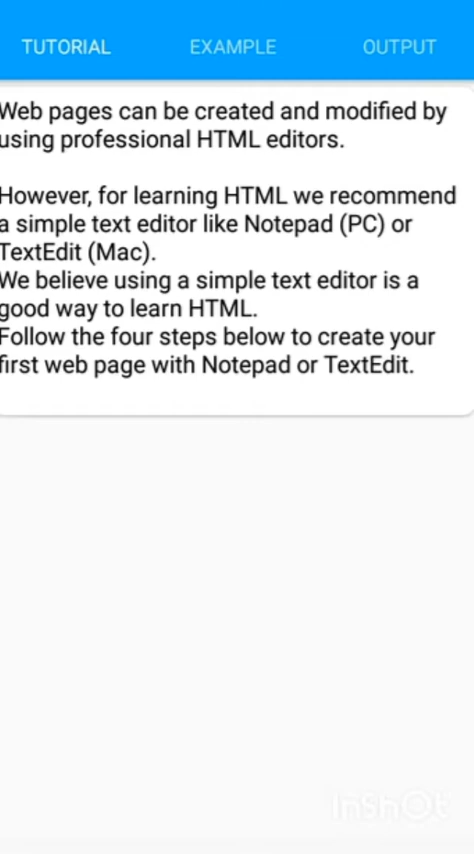 TUTORIAL EXAMPLE OUTPUT
Web pages can be created and modified by
using professional HTML editors.
However, for learning HTML we recommend
a simple text editor like Notepad (PC) or
TextEdit (Mac).
We believe using a simple text editor is a
good way to learn HTML.
Follow the four steps below to create your
first web page with Notepad or TextEdit.
InShOt